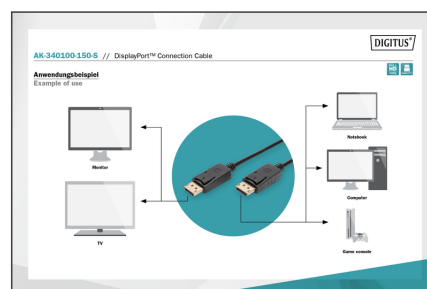 DIGITUS®
AK-340100-150-S // DisplayPort™ Connection Cable
Anwendungsbeispiel
Example of use
Monitor
TV
Notebook
Computer
Game console